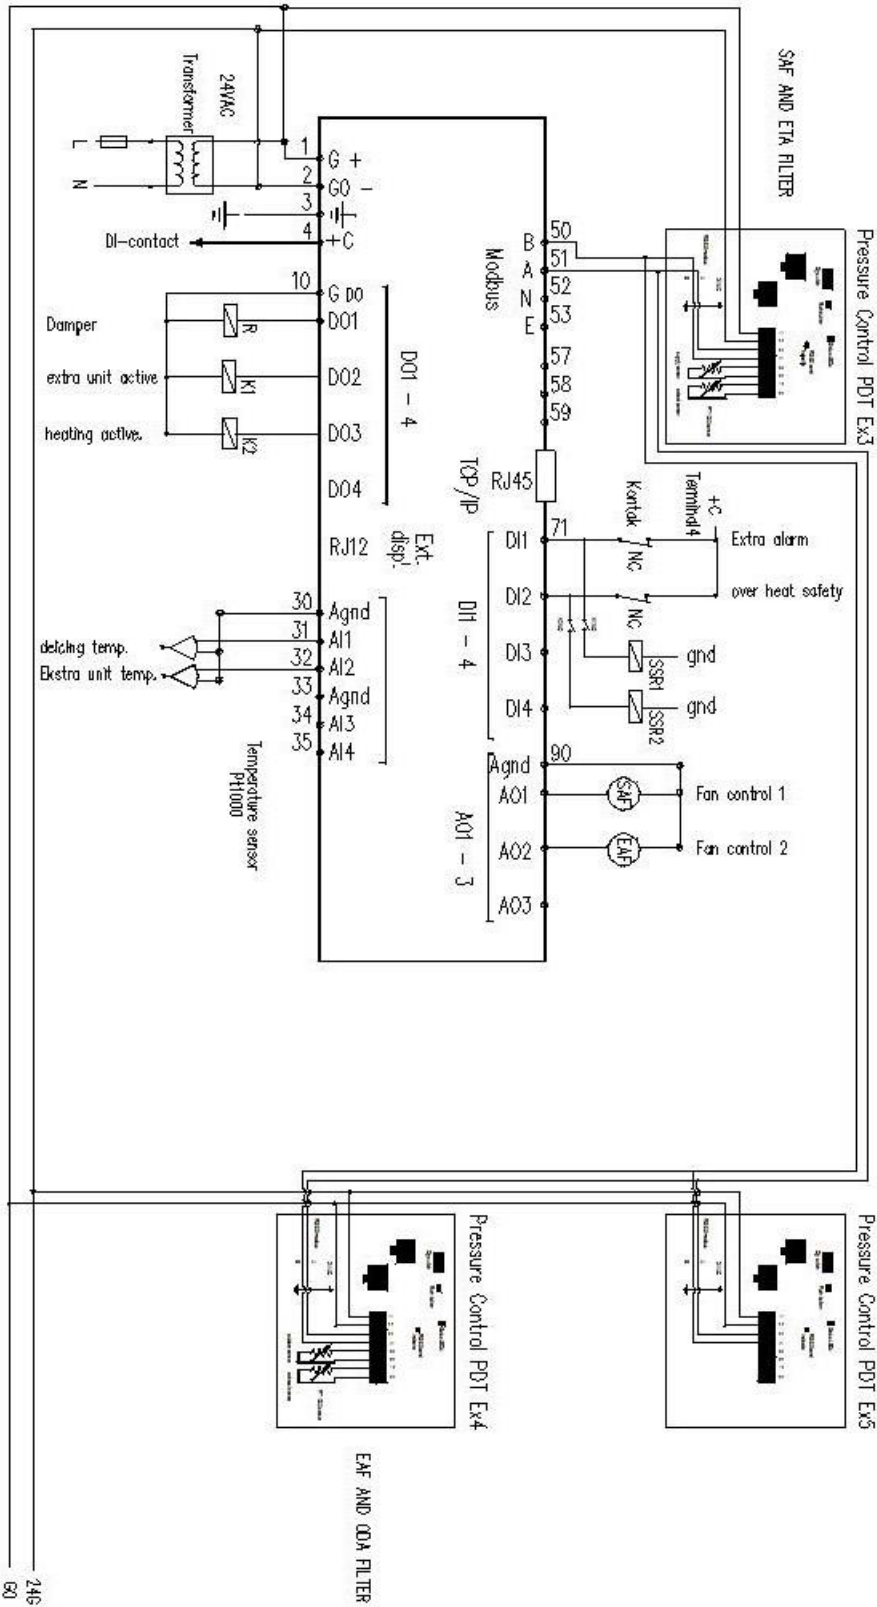 SAF AND ETA FILTER
Pressure Control PDT Ex3
24VAC
Transformer
L
N
1
G +
2
G0 -
3
4
+C
DI-contact
10
G DO
DO1
DO2
DO3
DO4
DO1 - 4
R
K1
K2
Damper
extra unit active
heating active.
RJ12
Ext-
displ.
30
Agnd
31
AI1
32
AI2
33
Agnd
34
AI3
35
AI4
deicing temp.
Ekstra unit temp.
Temperature sensor
Pt1000
Modbus
B
50
A
51
N
52
E
53
57
58
59
TCP/IP
RJ45
DI1
71
DI2
DI3
DI4
DI1 - 4
Kontak
NC
NC
Terminal4
+C
Extra alarm
over heat safety
SSR1
gnd
SSR2
gnd
Agnd
90
AO1
AO2
AO3
AO1 - 3
SAF
EAF
Fan control 1
Fan control 2
Pressure Control PDT Ex4
EAF AND ODA FILTER
Pressure Control PDT Ex5
24G
G0